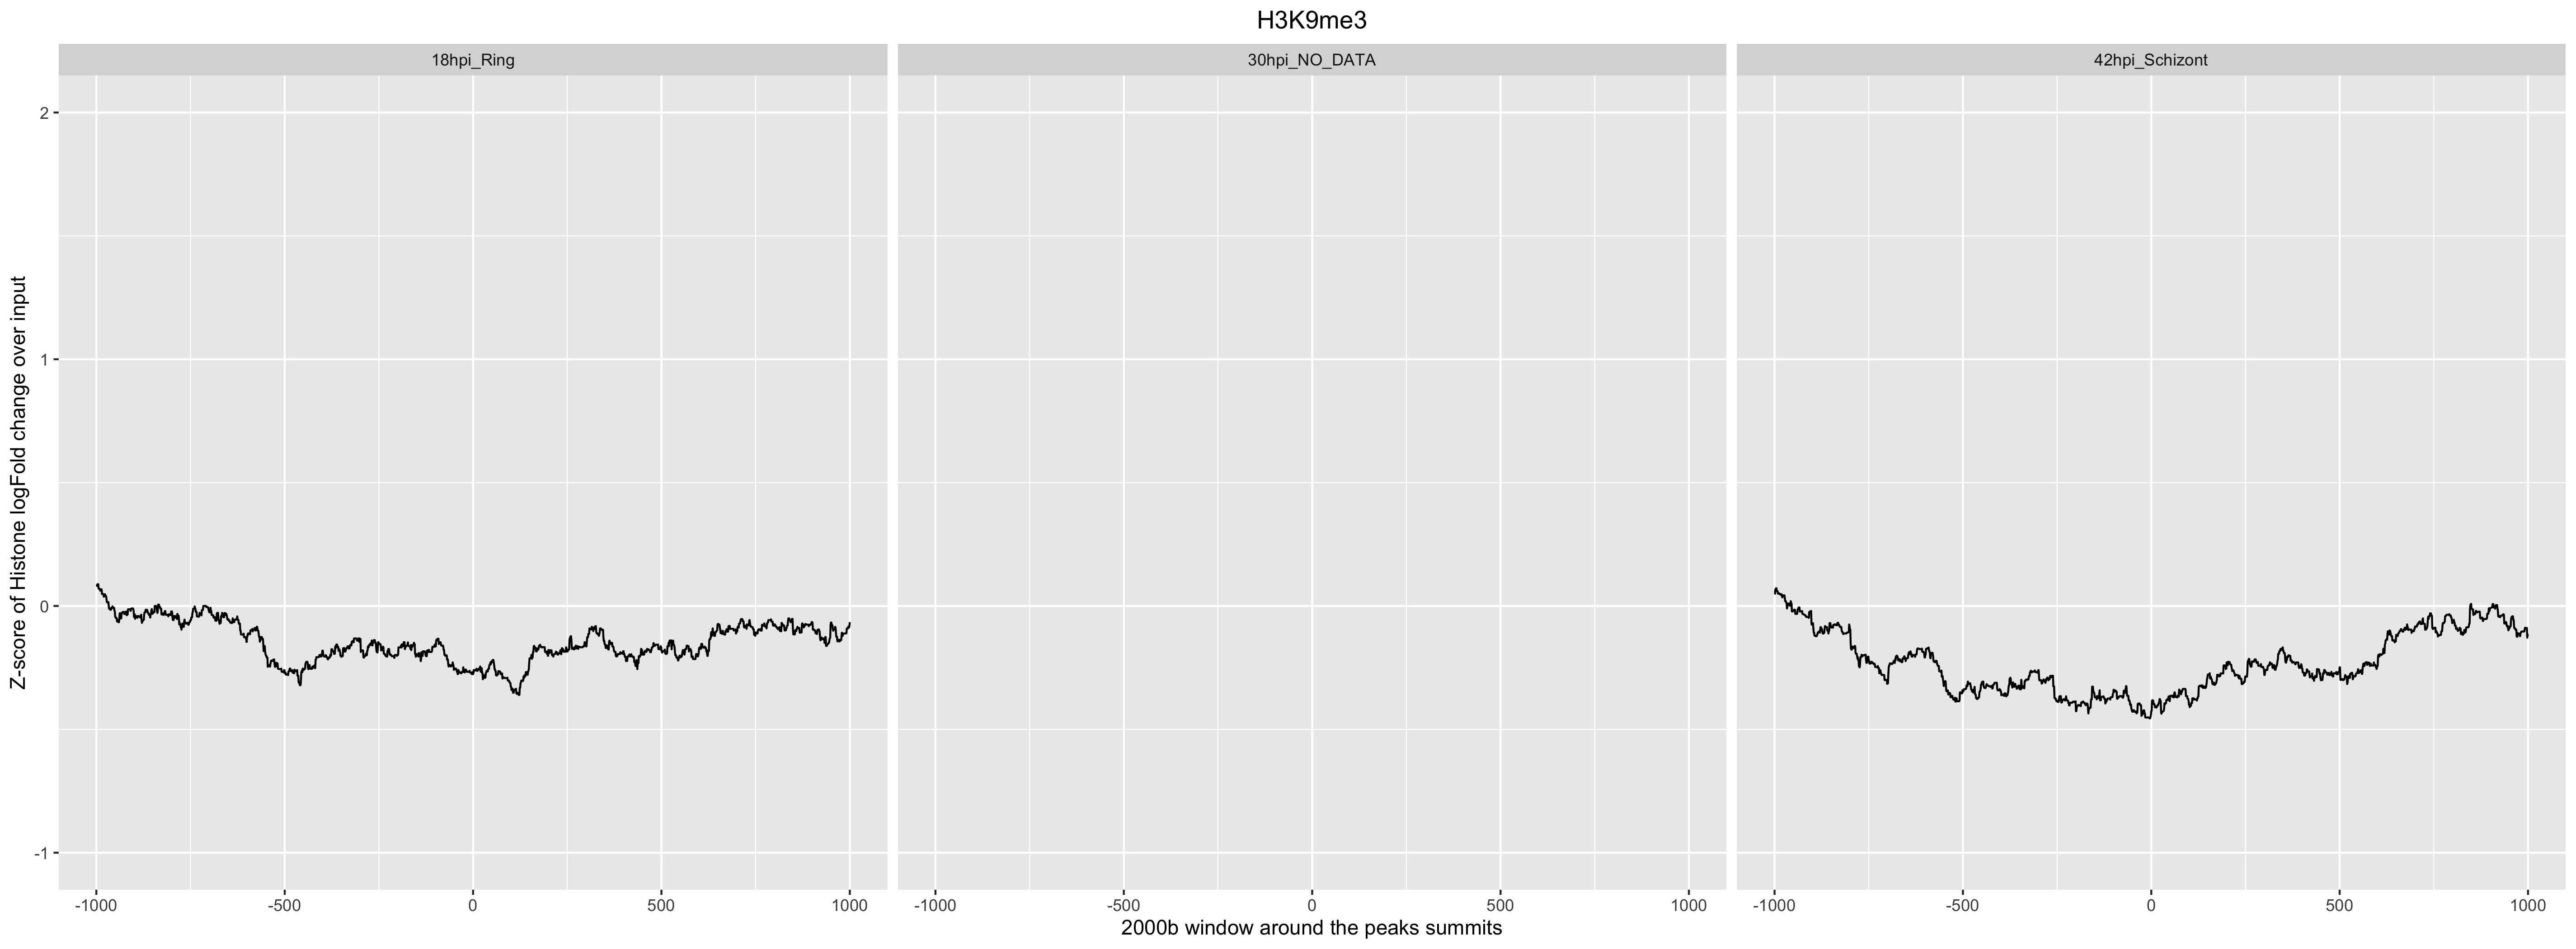 H3K9me3
18hpi_Ring
30hpi_NO_DATA
42hpi_Schizont
Z-score of Histone logFold change over input
2
1
0
-1
-1000 -500 0 500 1000
-1000 -500 0 500 1000
-1000 -500 0 500 1000
2000b window around the peaks summits